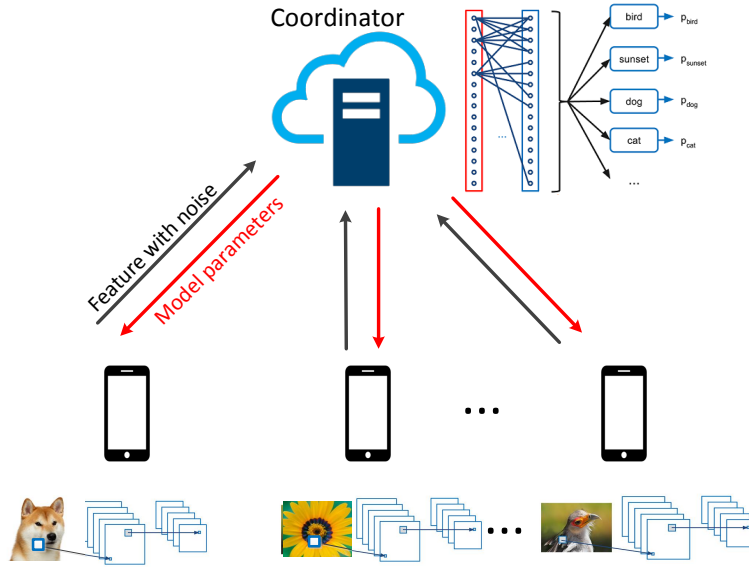 Coordinator
bird
p_bird
sunset
p_sunset
dog
p_dog
cat
p_cat
...
...
Feature with noise
Model parameters
...
...